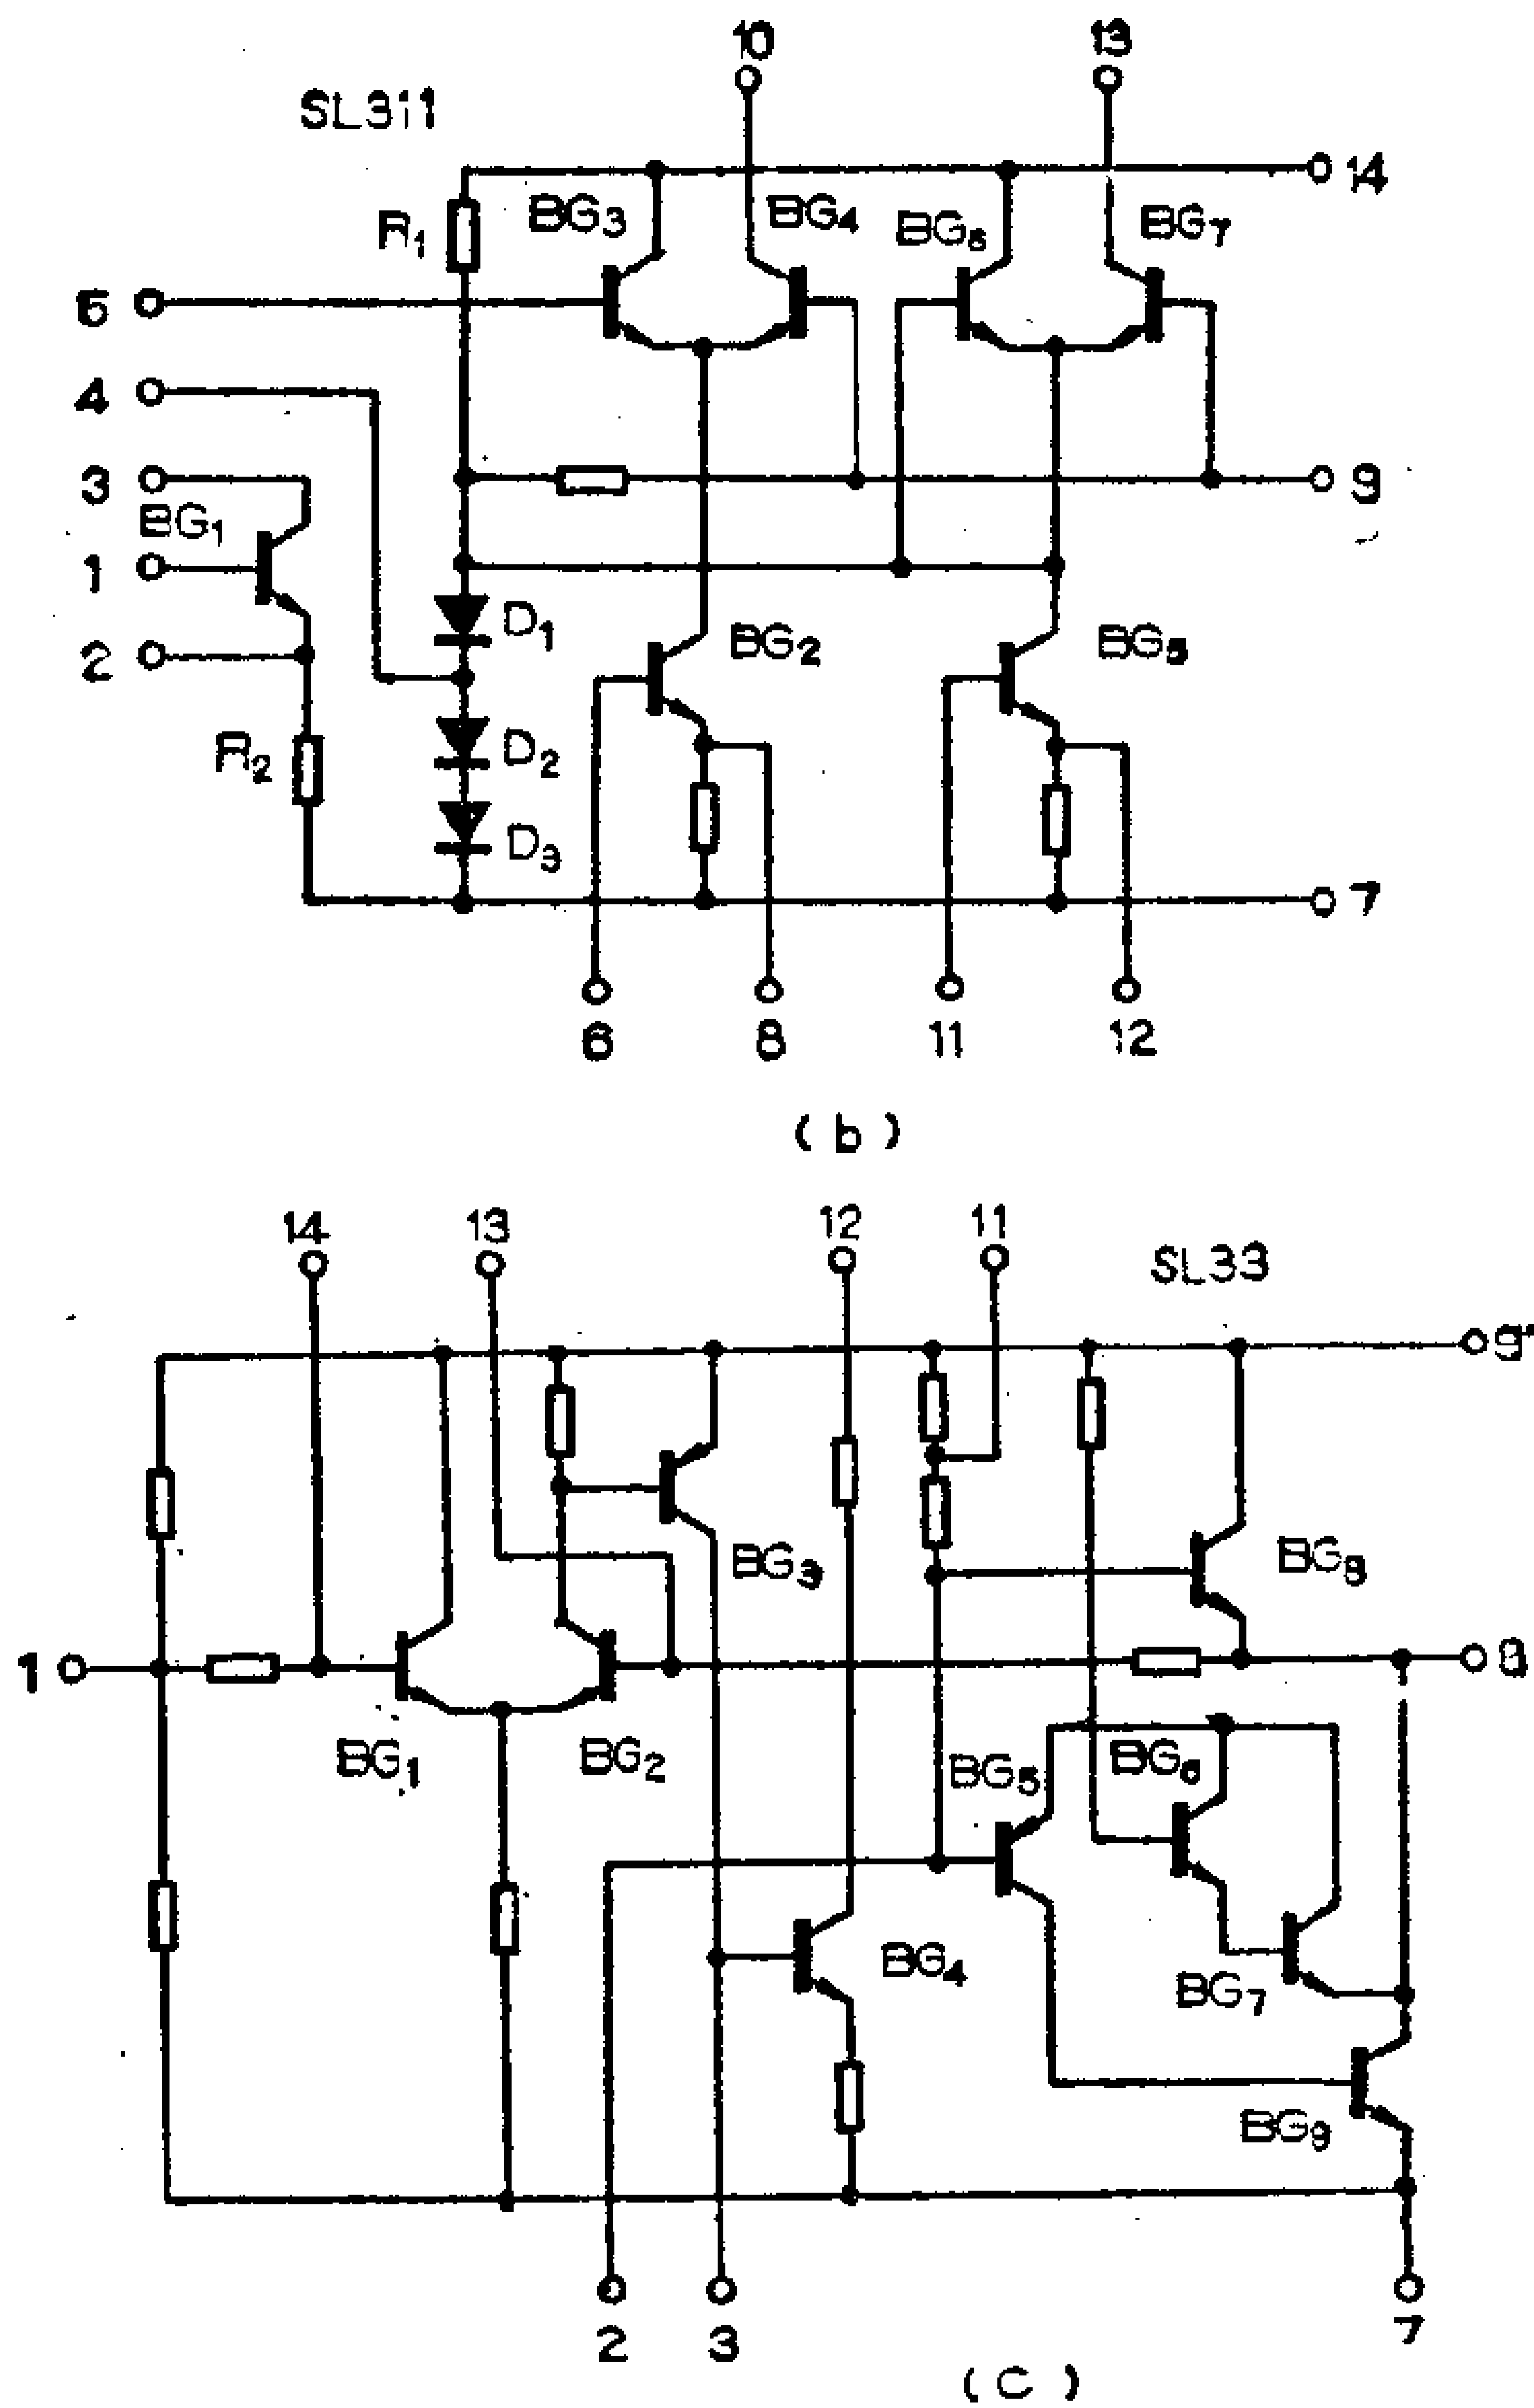 10 13
SL311
14
R1 BG3 BG4 BG6 BG7
5
4
3 9
BG1
1
D1
2 BG2 BG5
R2 D2
D3
7
6 8 11 12
( b )
14 13 12 11
SL33
9
BG3 BG8
1 8
BG1 BG2 BG5 BG6
BG4
BG7
BG9
2 3 7
( C )